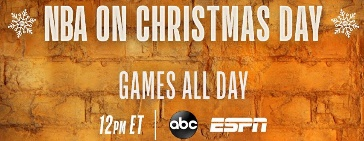 NBA ON CHRISTMAS DAY
GAMES ALL DAY
12PM ET | abc ESPN